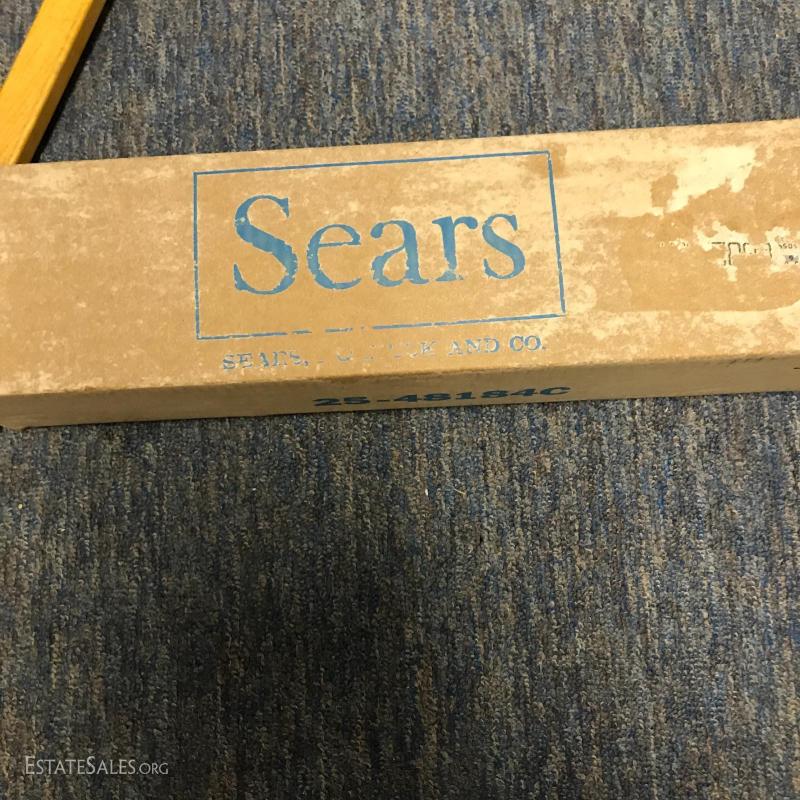 Sears
SEARS, AND CO.
25-48184C
ESTATESALES.ORG